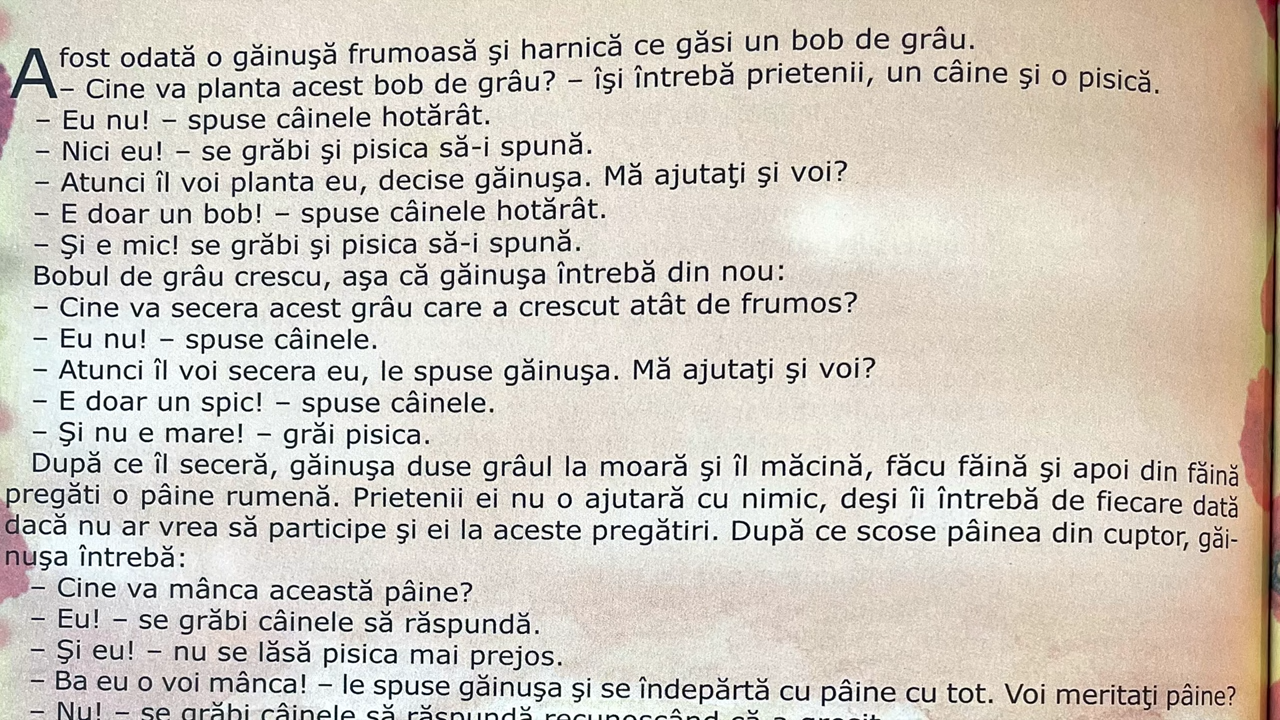 A fost odată o găinuşă frumoasă şi harnică ce găsi un bob de grâu.
– Cine va planta acest bob de grâu? – îşi întrebă prietenii, un câine şi o pisică.
– Eu nu! – spuse câinele hotărât.
– Nici eu! – se grăbi şi pisica să-i spună.
– Atunci îl voi planta eu, decise găinuşa. Mă ajutaţi şi voi?
– E doar un bob! – spuse câinele hotărât.
– Şi e mic! se grăbi şi pisica să-i spună.
Bobul de grâu crescu, aşa că găinuşa întrebă din nou:
– Cine va secera acest grâu care a crescut atât de frumos?
– Eu nu! – spuse câinele.
– Atunci îl voi secera eu, le spuse găinuşa. Mă ajutaţi şi voi?
– E doar un spic! – spuse câinele.
– Şi nu e mare! – grăi pisica.
După ce îl seceră, găinuşa duse grâul la moară şi îl măcină, făcu făină şi apoi din făină
pregăti o pâine rumenă. Prietenii ei nu o ajutară cu nimic, deşi îi întrebă de fiecare dată
dacă nu ar vrea să participe şi ei la aceste pregătiri. După ce scose pâinea din cuptor, găi-
nuşa întrebă:
– Cine va mânca această pâine?
– Eu! – se grăbi câinele să răspundă.
– Şi eu! – nu se lăsă pisica mai prejos.
– Ba eu o voi mânca! – le spuse găinuşa şi se îndepărtă cu pâine cu tot. Voi meritaţi pâine?
– Nu! – se grăbi câinele să răspundă recunoscând că a greşit.